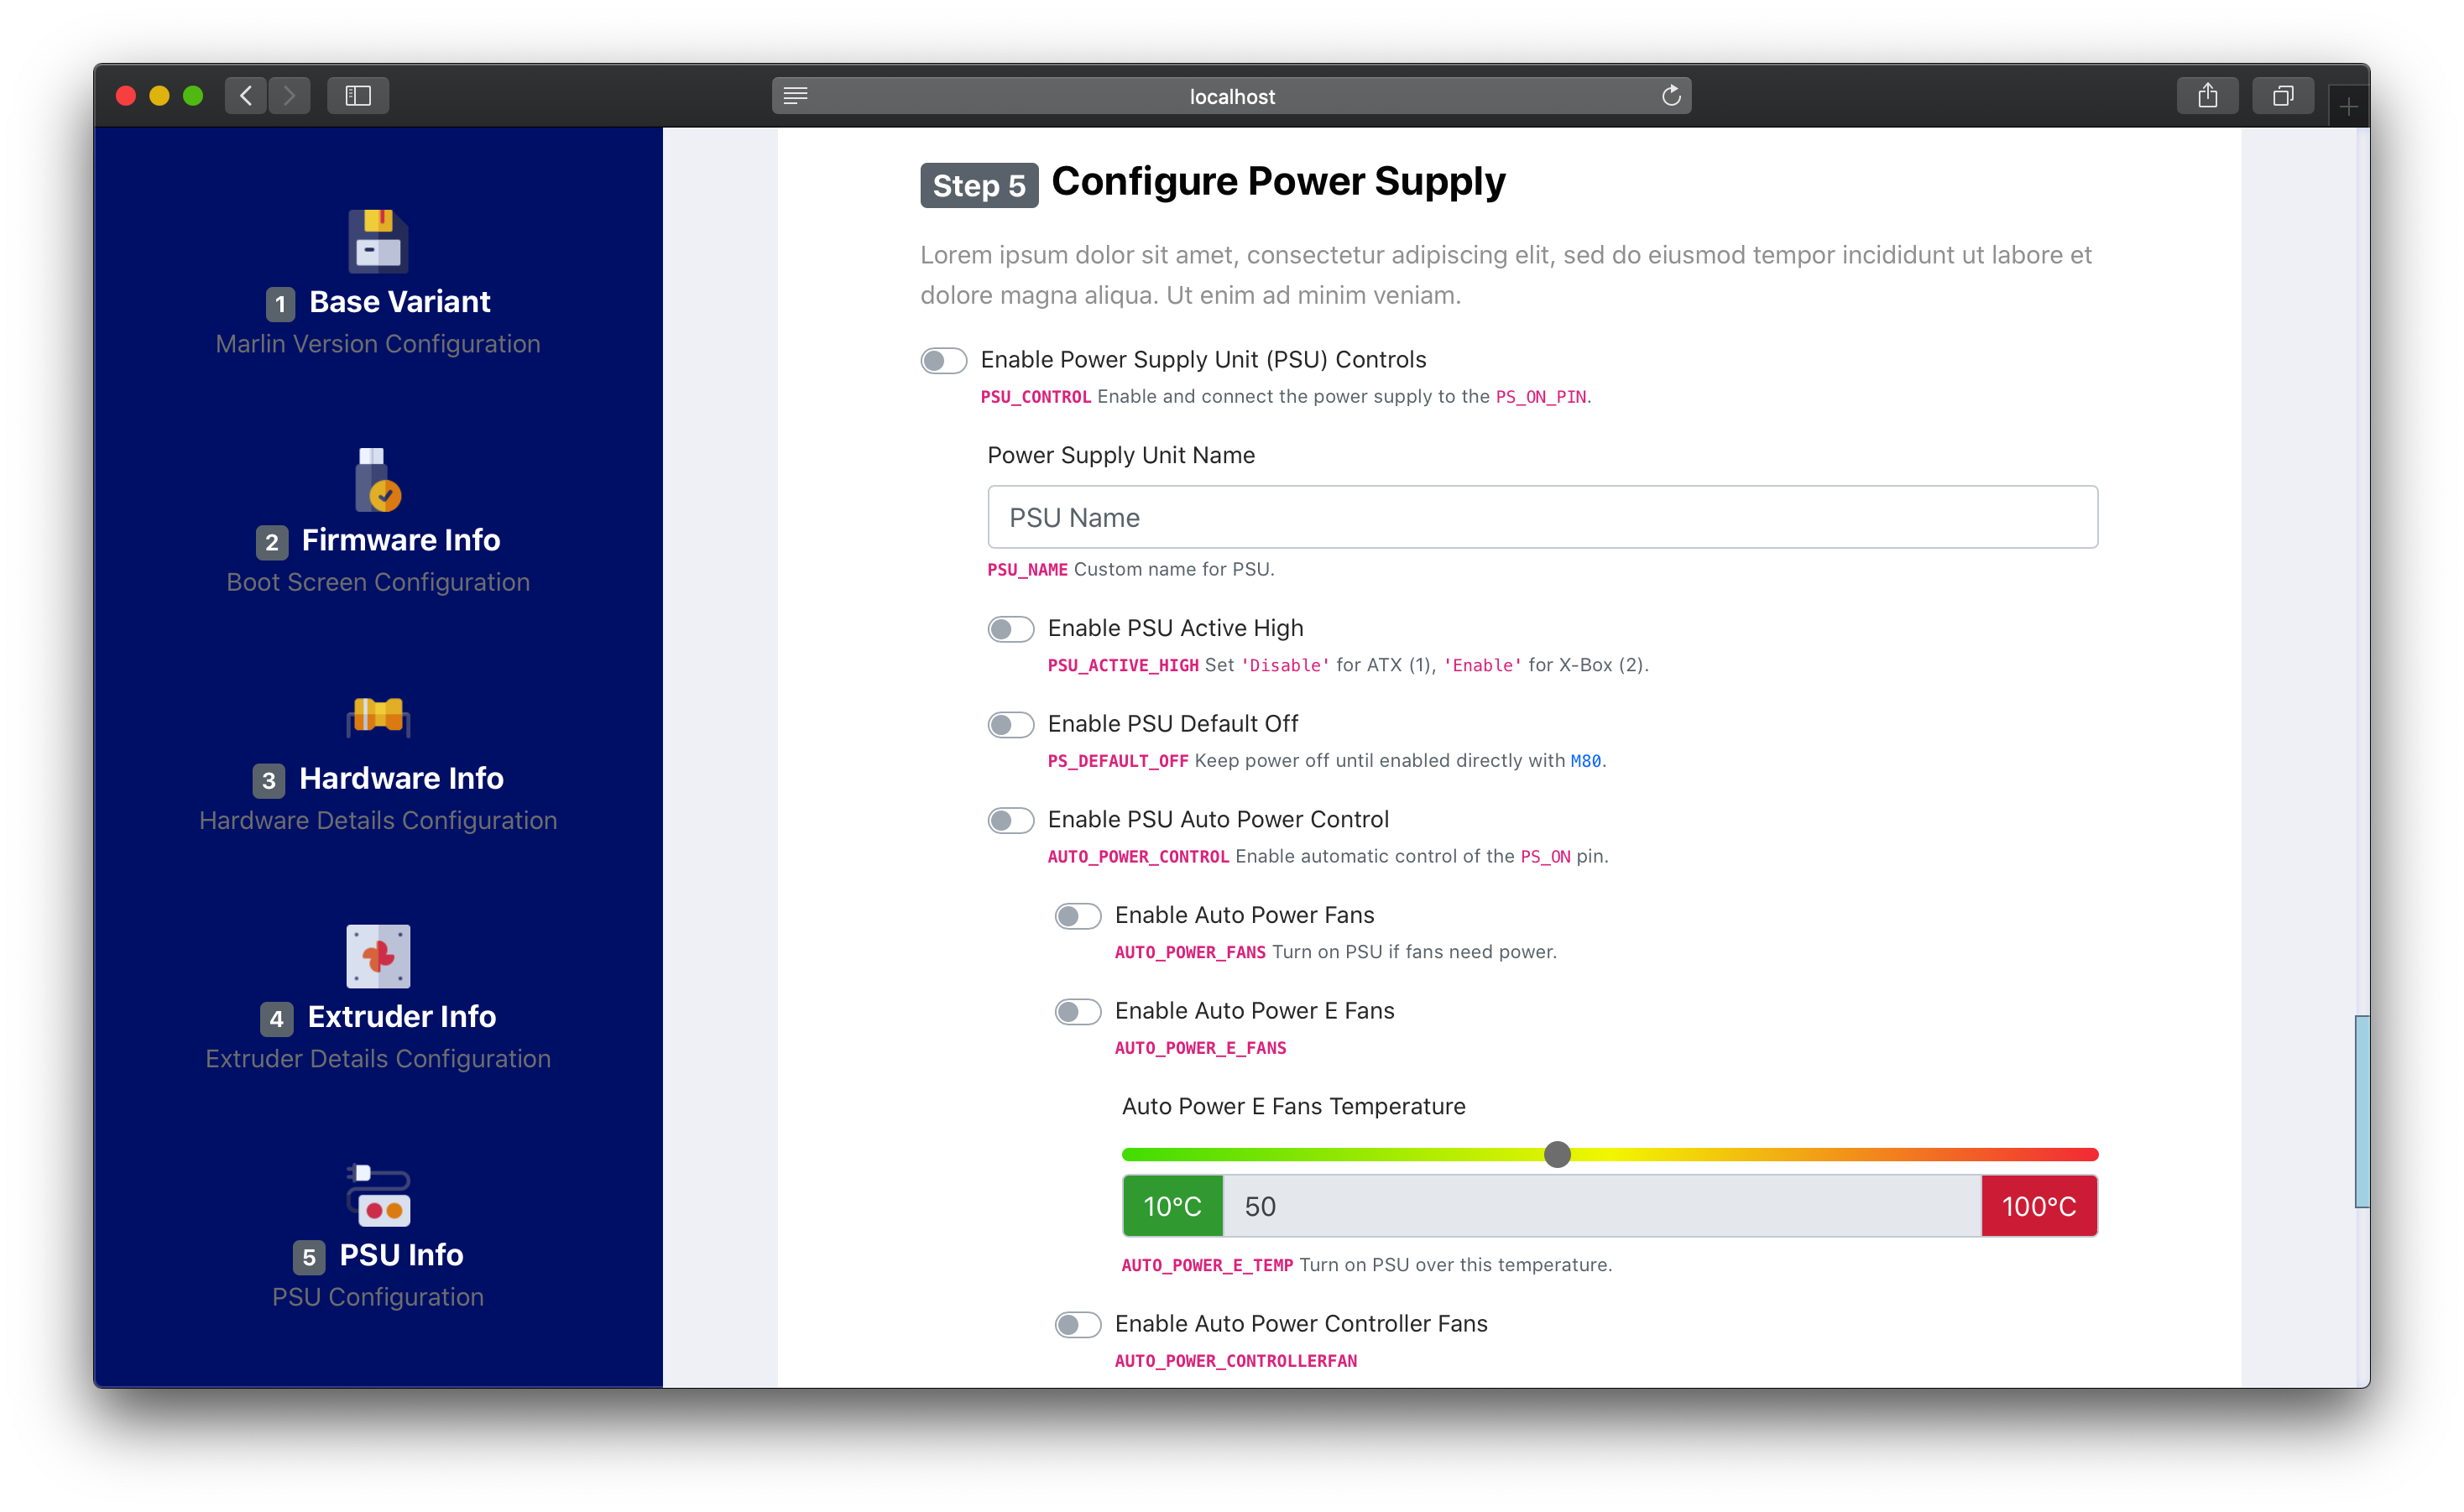 localhost
1 Base Variant
Marlin Version Configuration
2 Firmware Info
Boot Screen Configuration
3 Hardware Info
Hardware Details Configuration
4 Extruder Info
Extruder Details Configuration
5 PSU Info
PSU Configuration
Step 5 Configure Power Supply
Lorem ipsum dolor sit amet, consectetur adipiscing elit, sed do eiusmod tempor incididunt ut labore et
dolore magna aliqua. Ut enim ad minim veniam.
Enable Power Supply Unit (PSU) Controls
PSU_CONTROL Enable and connect the power supply to the PS_ON_PIN.
Power Supply Unit Name
PSU Name
PSU_NAME Custom name for PSU.
Enable PSU Active High
PSU_ACTIVE_HIGH Set 'Disable' for ATX (1), 'Enable' for X-Box (2).
Enable PSU Default Off
PS_DEFAULT_OFF Keep power off until enabled directly with M80.
Enable PSU Auto Power Control
AUTO_POWER_CONTROL Enable automatic control of the PS_ON pin.
Enable Auto Power Fans
AUTO_POWER_FANS Turn on PSU if fans need power.
Enable Auto Power E Fans
AUTO_POWER_E_FANS
Auto Power E Fans Temperature
10°C 50 100°C
AUTO_POWER_E_TEMP Turn on PSU over this temperature.
Enable Auto Power Controller Fans
AUTO_POWER_CONTROLLERFAN